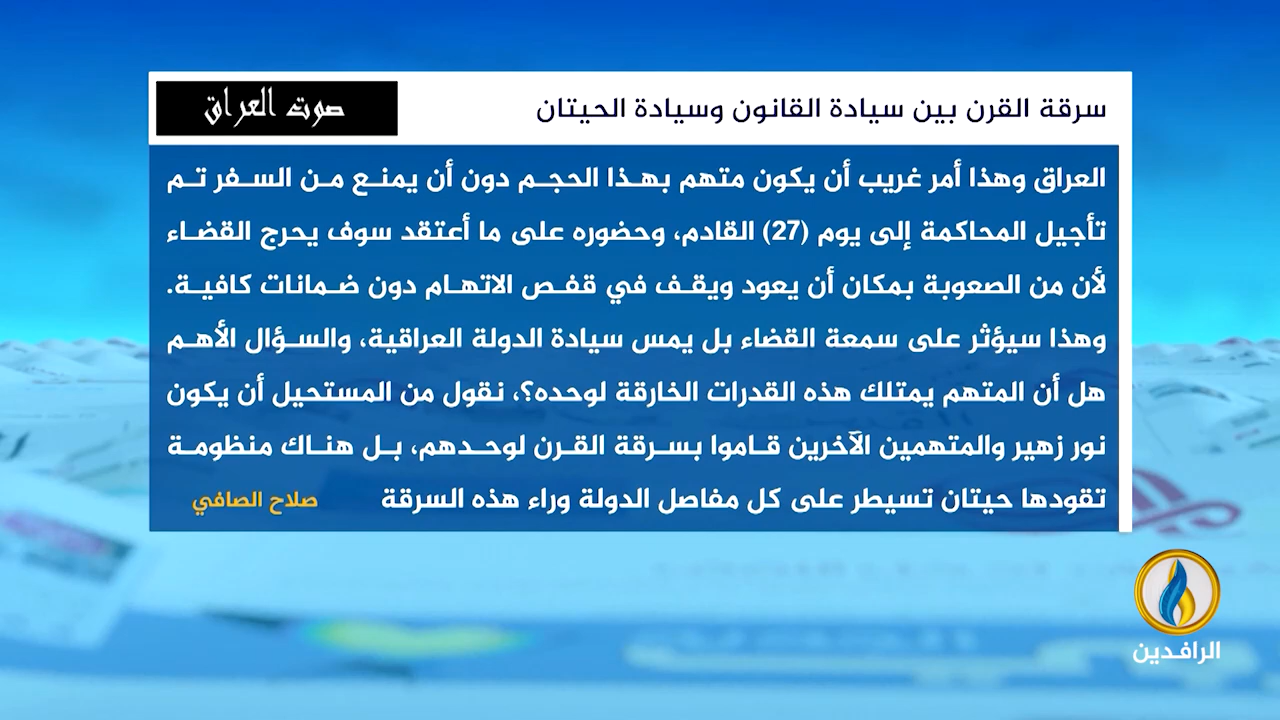 سرقة القرن بين سيادة القانون وسيادة الحيتان
صوت العراق
العراق وهذا أمر غريب أن يكون متهم بهذا الحجم دون أن يمنع من السفر تم
تأجيل المحاكمة إلى يوم (27) القادم، وحضوره على ما أعتقد سوف يحرج القضاء
لأن من الصعوبة بمكان أن يعود ويقف في قفص الاتهام دون ضمانات كافية.
وهذا سيؤثر على سمعة القضاء بل يمس سيادة الدولة العراقية، والسؤال الأهم
هل أن المتهم يمتلك هذه القدرات الخارقة لوحده؟، نقول من المستحيل أن يكون
نور زهير والمتهمين الآخرين قاموا بسرقة القرن لوحدهم، بل هناك منظومة
تقودها حيتان تسيطر على كل مفاصل الدولة وراء هذه السرقة
صلاح الصافي
الرافدين